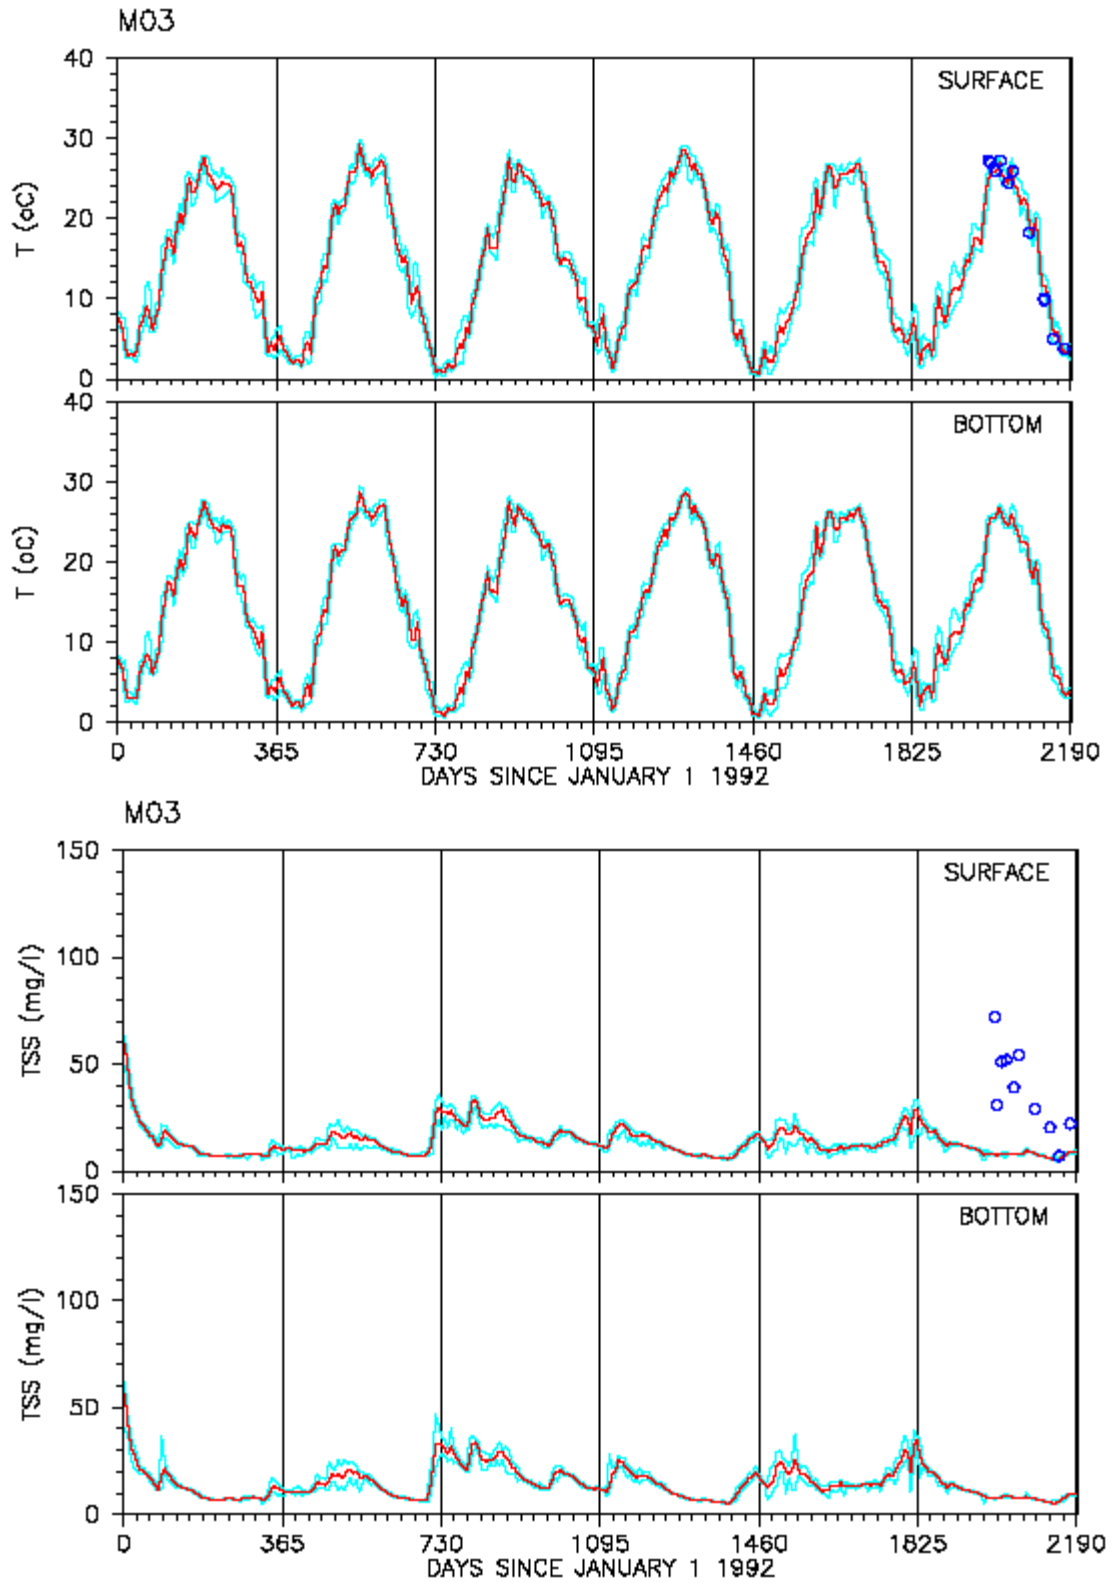 M03
40
SURFACE
30
T (oC)
20
10
0
40
BOTTOM
30
T (oC)
20
10
0
0 365 730 1095 1460 1825 2190
DAYS SINCE JANUARY 1 1992
M03
150
SURFACE
100
TSS (mg/l)
50
0
150
BOTTOM
100
TSS (mg/l)
50
0
0 365 730 1095 1460 1825 2190
DAYS SINCE JANUARY 1 1992